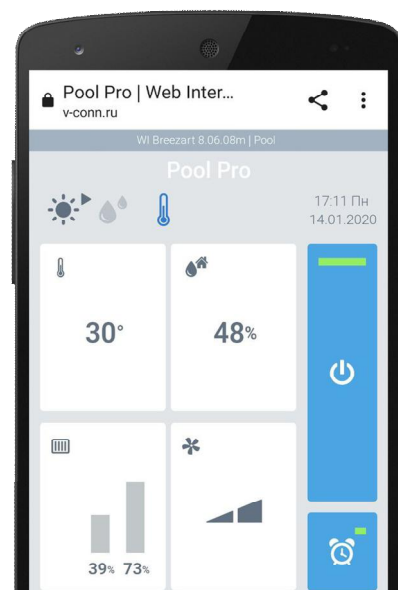 Pool Pro | Web Inter...
v-conn.ru
WI Breezart 8.06.08m | Pool
Pool Pro
17:11 Пн
14.01.2020
30°
48%
39% 73%